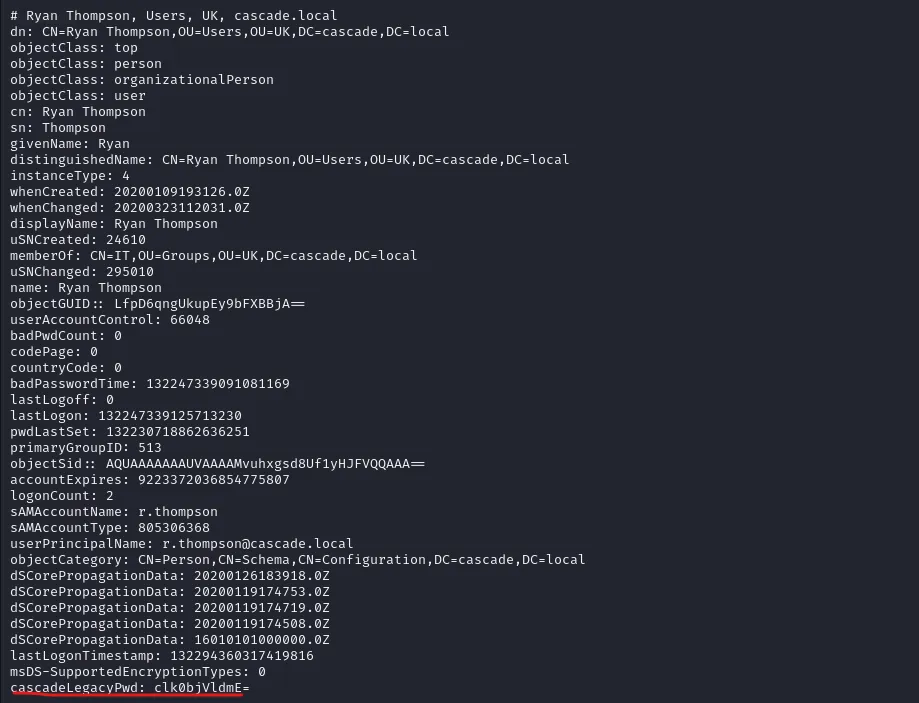 # Ryan Thompson, Users, UK, cascade.local
dn: CN=Ryan Thompson,OU=Users,OU=UK,DC=cascade,DC=local
objectClass: top
objectClass: person
objectClass: organizationalPerson
objectClass: user
cn: Ryan Thompson
sn: Thompson
givenName: Ryan
distinguishedName: CN=Ryan Thompson,OU=Users,OU=UK,DC=cascade,DC=local
instanceType: 4
whenCreated: 20200109193126.0Z
whenChanged: 20200323112031.0Z
displayName: Ryan Thompson
uSNCreated: 24610
memberOf: CN=IT,OU=Groups,OU=UK,DC=cascade,DC=local
uSNChanged: 295010
name: Ryan Thompson
objectGUID:: LfpD6qngUkupEy9bFXBBjA==
userAccountControl: 66048
badPwdCount: 0
codePage: 0
countryCode: 0
badPasswordTime: 132247339091081169
lastLogoff: 0
lastLogon: 132247339125713230
pwdLastSet: 132230718862636251
primaryGroupID: 513
objectSid:: AQUAAAAAAAUVAAAAMvuhxgsd8Uf1yHJFVQQAAA==
accountExpires: 9223372036854775807
logonCount: 2
sAMAccountName: r.thompson
sAMAccountType: 805306368
userPrincipalName: r.thompson@cascade.local
objectCategory: CN=Person,CN=Schema,CN=Configuration,DC=cascade,DC=local
dSCorePropagationData: 20200126183918.0Z
dSCorePropagationData: 20200119174753.0Z
dSCorePropagationData: 20200119174719.0Z
dSCorePropagationData: 20200119174508.0Z
dSCorePropagationData: 16010101000000.0Z
lastLogonTimestamp: 132294360317419816
msDS-SupportedEncryptionTypes: 0
cascadeLegacyPwd: clk0bjVldmE=